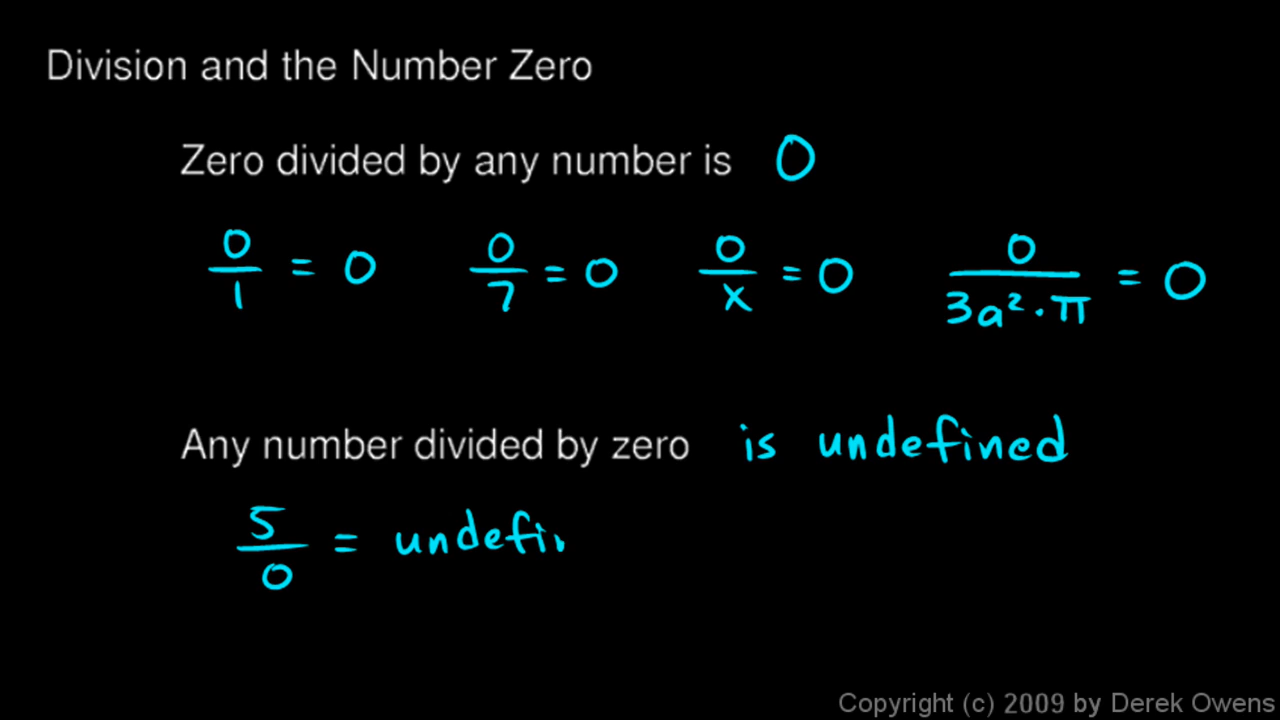 Division and the Number Zero
Zero divided by any number is 0
0/1 = 0 0/7 = 0 0/x = 0 0/3a²·π = 0
Any number divided by zero is undefined
5/0 = undefi
Copyright (c) 2009 by Derek Owens